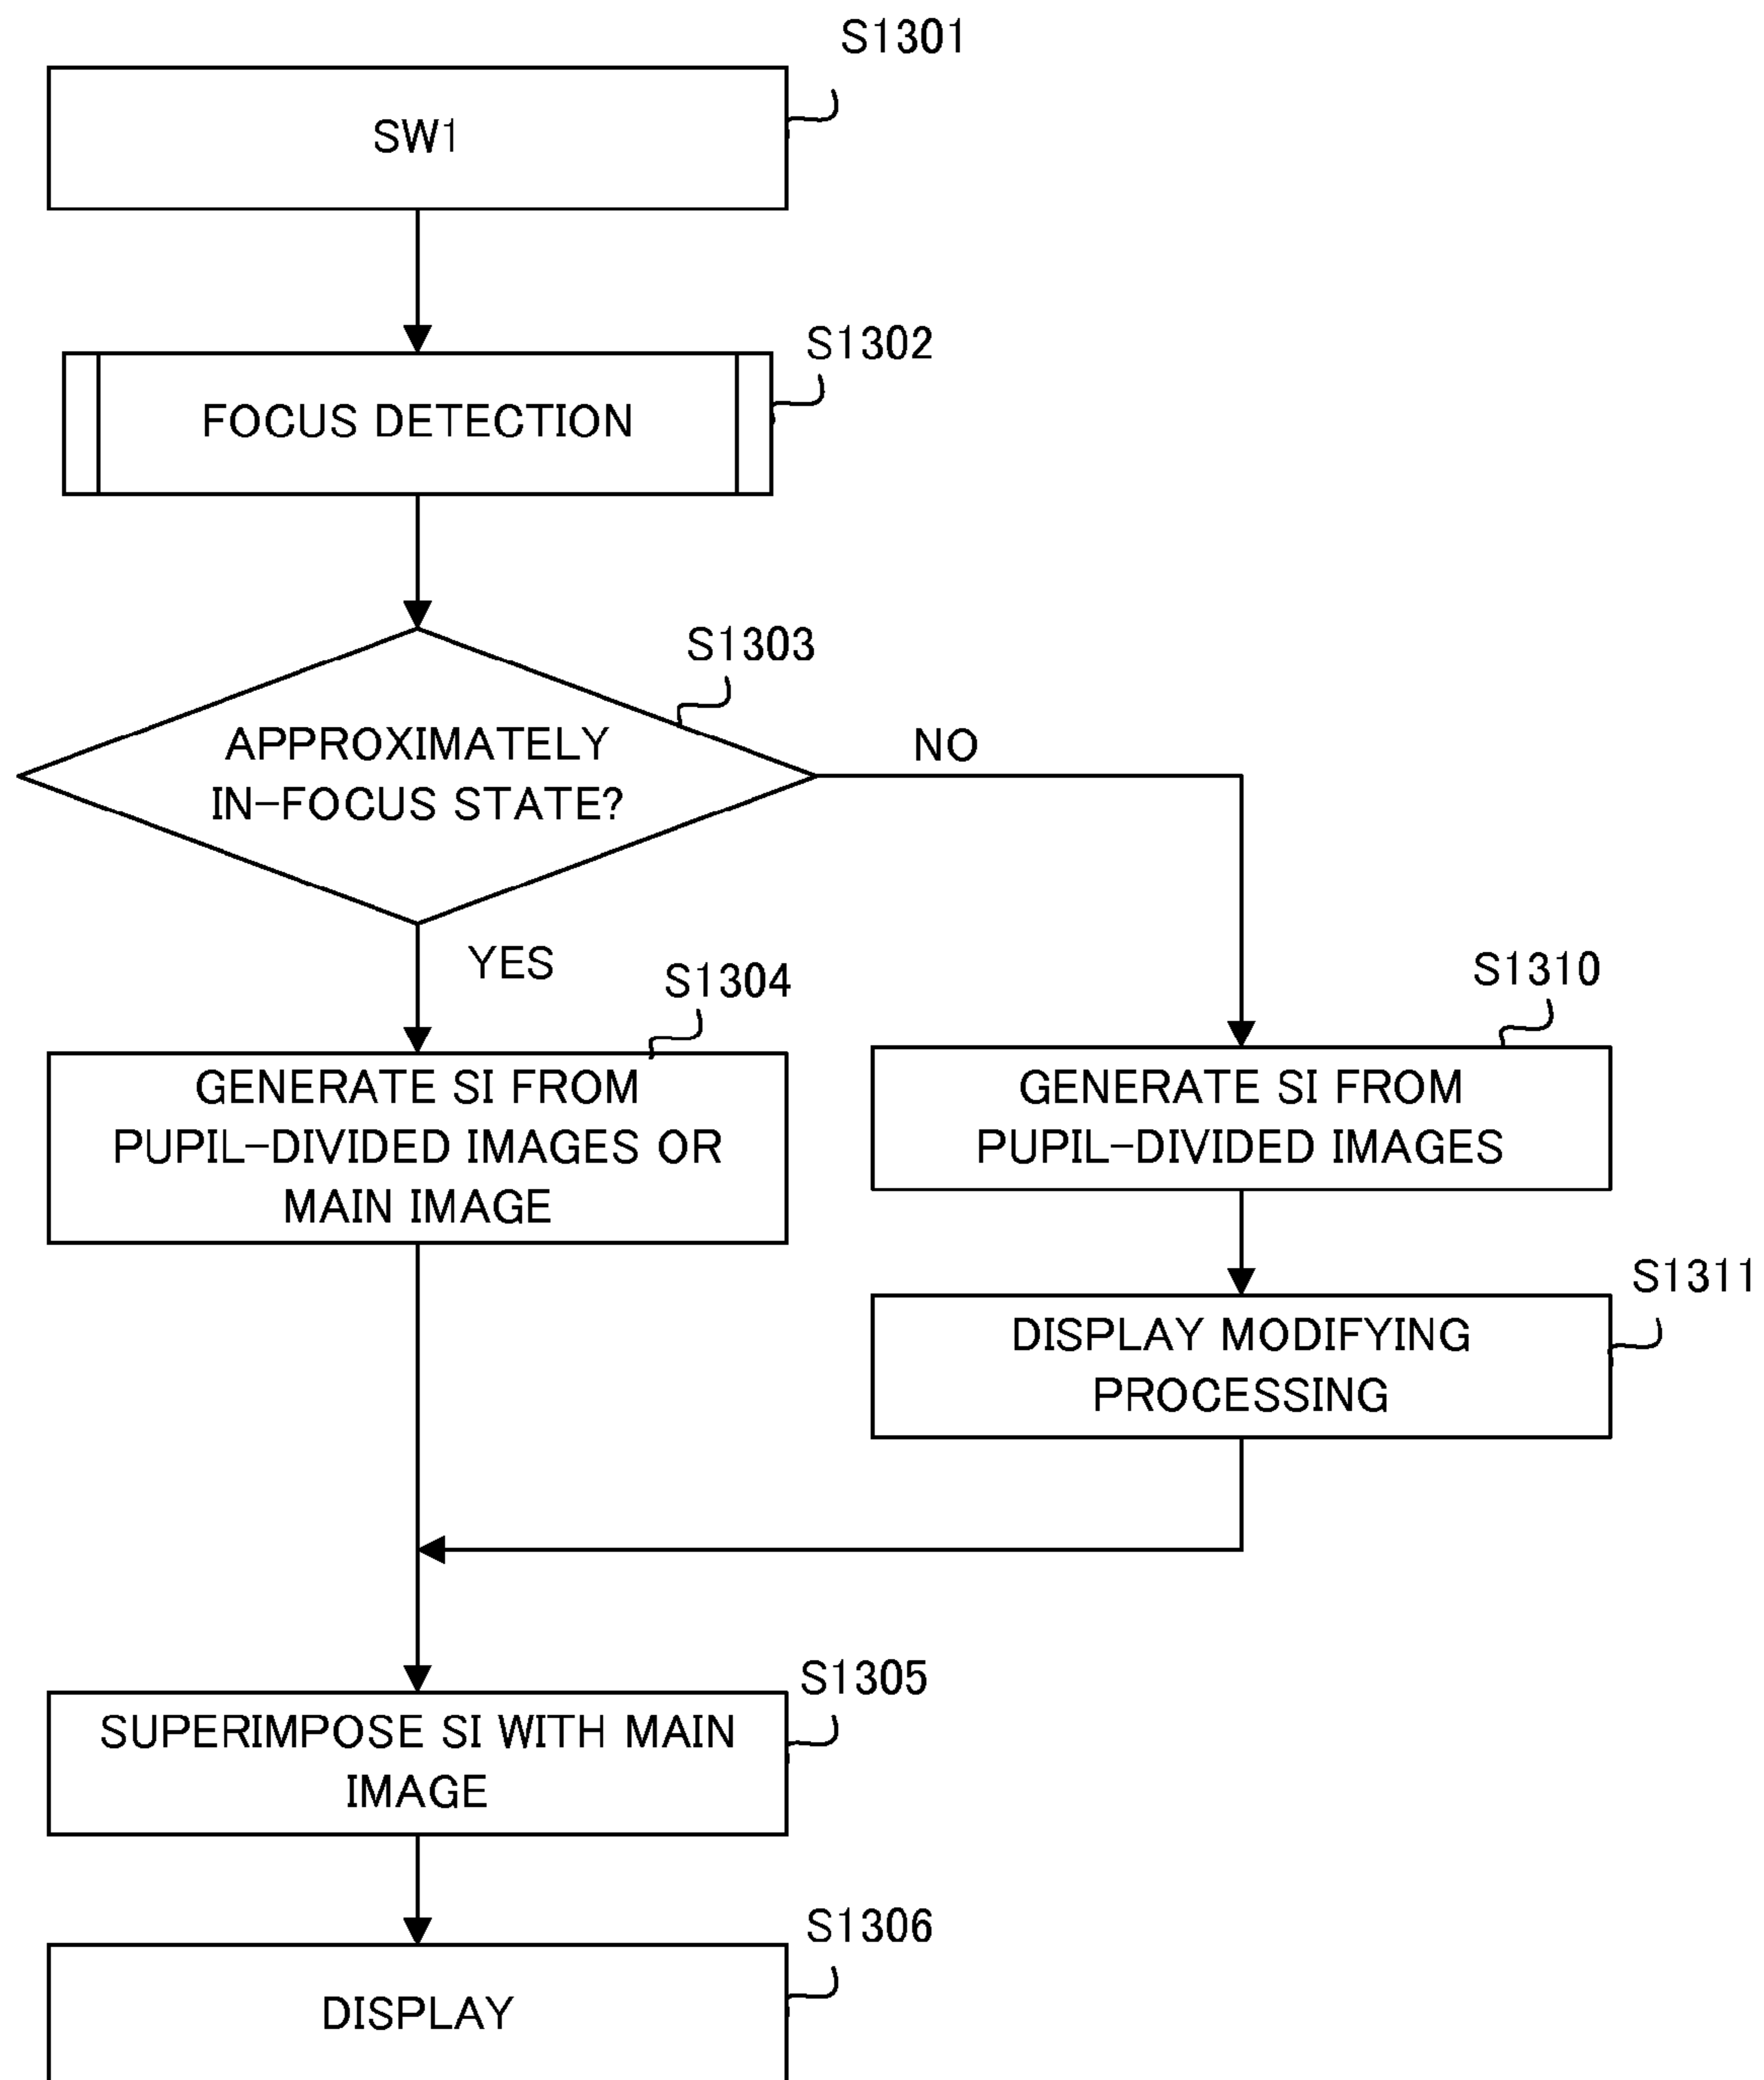 S1301
SW1
S1302
FOCUS DETECTION
S1303
APPROXIMATELY
IN-FOCUS STATE?
NO
YES
S1304
GENERATE SI FROM
PUPIL-DIVIDED IMAGES OR
MAIN IMAGE
S1310
GENERATE SI FROM
PUPIL-DIVIDED IMAGES
S1311
DISPLAY MODIFYING
PROCESSING
S1305
SUPERIMPOSE SI WITH MAIN
IMAGE
S1306
DISPLAY